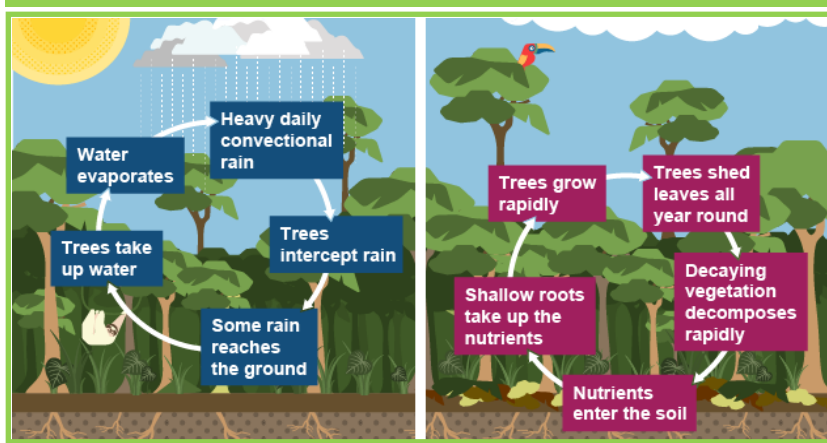 Heavy daily
convectional
rain
Water
evaporates
Trees
intercept rain
Trees take
up water
Some rain
reaches
the ground
Trees grow
rapidly
Trees shed
leaves all
year round
Decaying
vegetation
decomposes
rapidly
Shallow roots
take up the
nutrients
Nutrients
enter the soil